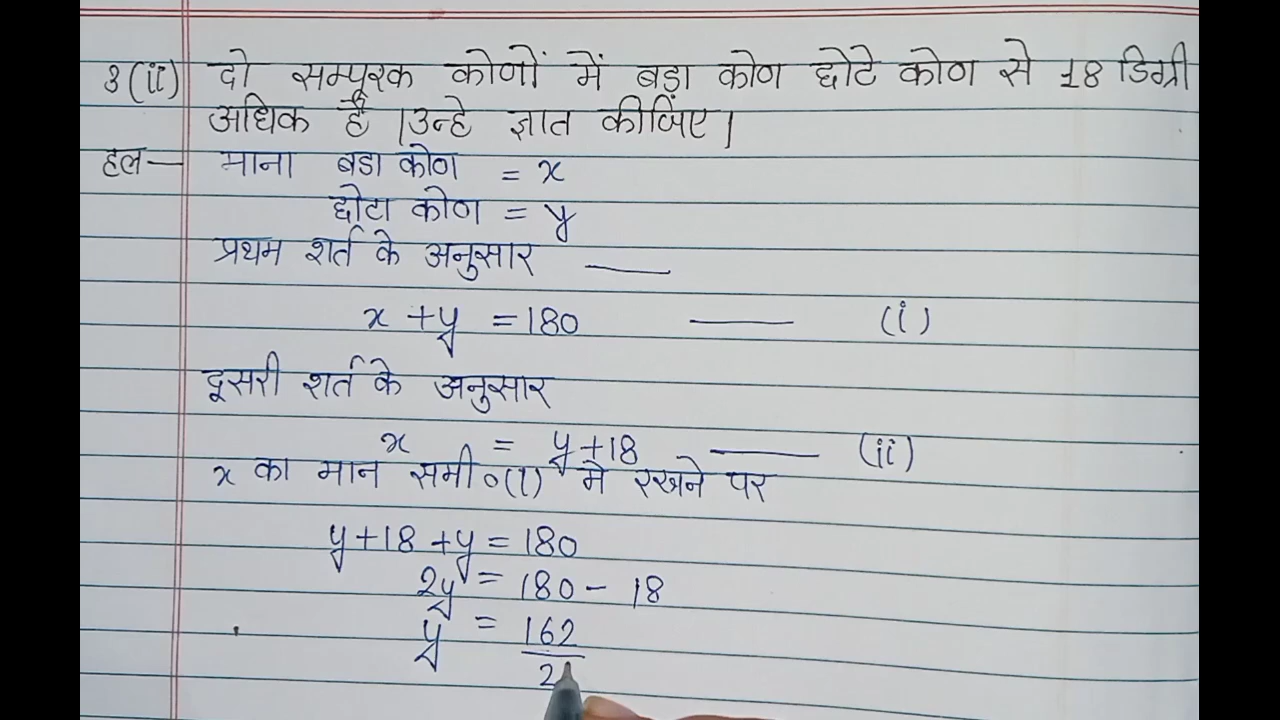 3(ii) दो सम्पूरक कोणों में बड़ा कोण छोटे कोण से 18 डिग्री
अधिक है । उन्हे ज्ञात कीजिए ।
हल— माना बडा कोण = x
छोटा कोण = y
प्रथम शर्त के अनुसार —
x + y = 180 — (i)
दूसरी शर्त के अनुसार
x = y + 18 — (ii)
x का मान समी०(1) मे रखने पर
y + 18 + y = 180
2y = 180 - 18
y = 162
2